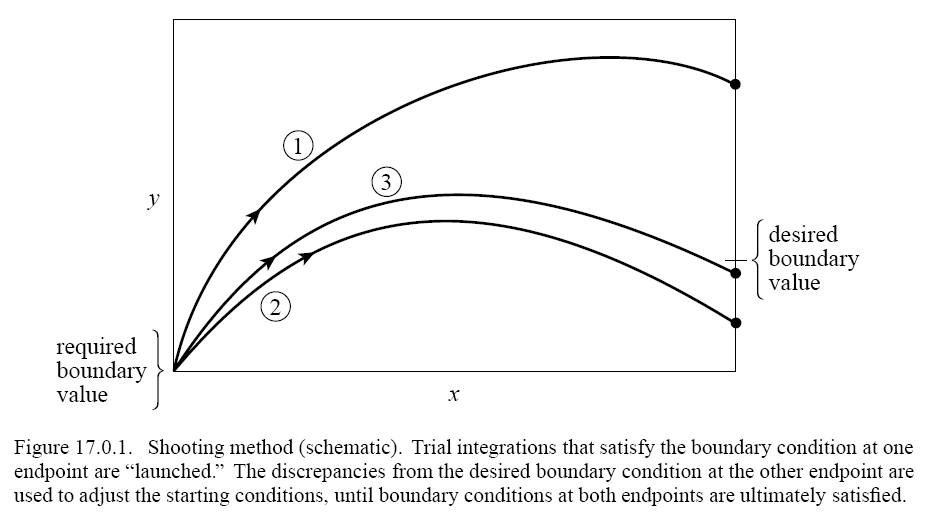 1
3
y
desired
boundary
value
2
required
boundary
value
x
Figure 17.0.1. Shooting method (schematic). Trial integrations that satisfy the boundary condition at one
endpoint are “launched.” The discrepancies from the desired boundary condition at the other endpoint are
used to adjust the starting conditions, until boundary conditions at both endpoints are ultimately satisfied.